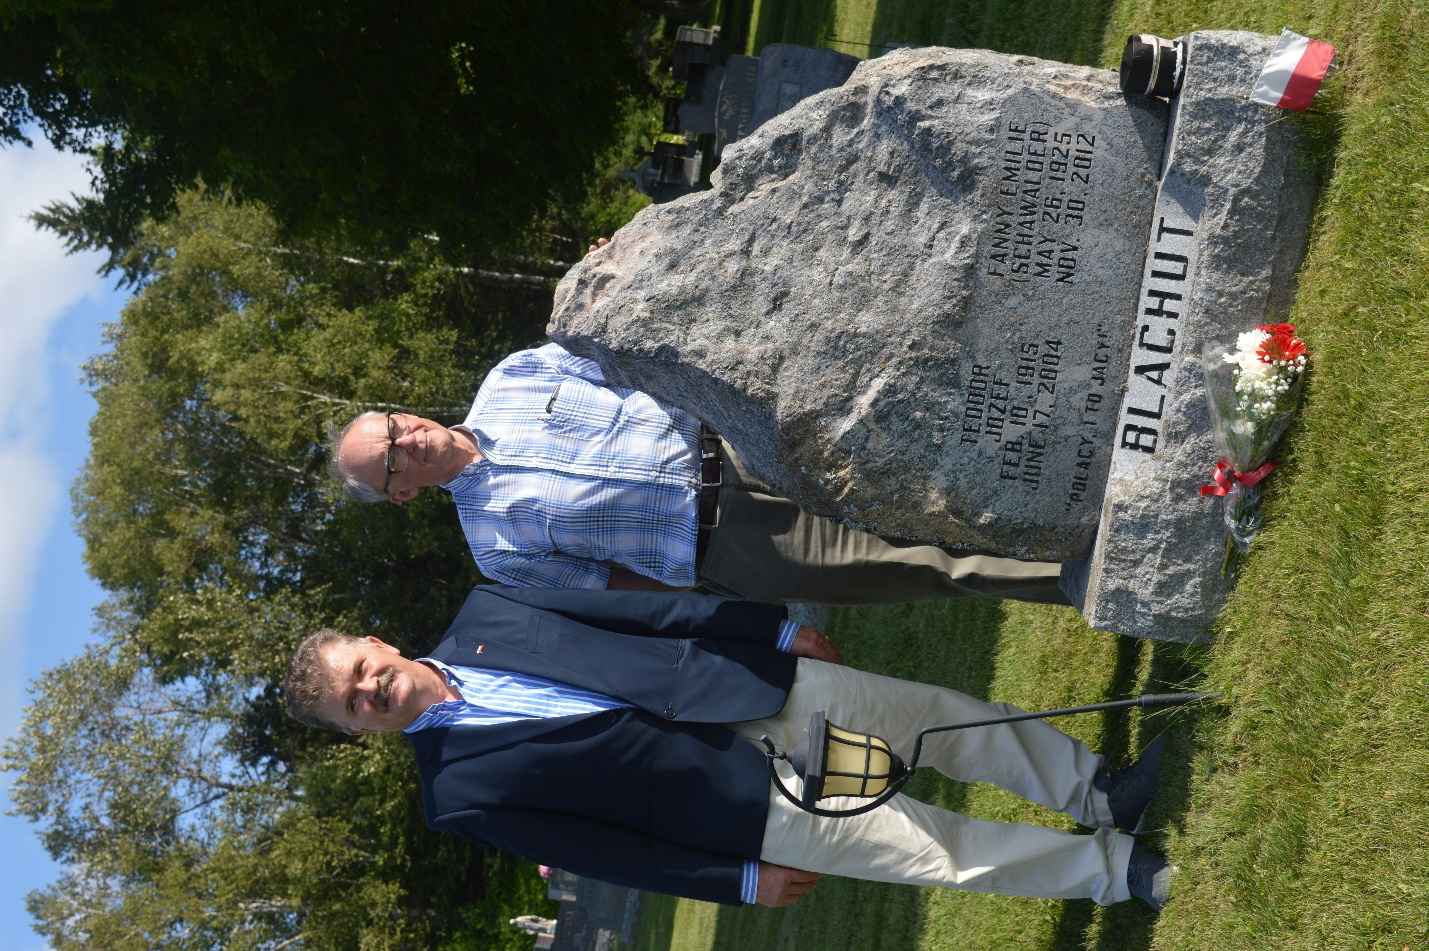 TEODOR
JOZEF
FEB. 10, 1915
JUNE 17, 2004
FANNY EMILIE
(SCHAWALDER)
MAY 26, 1925
NOV. 30, 2012
"POLACY, I TO JACY!"
BLACHUT